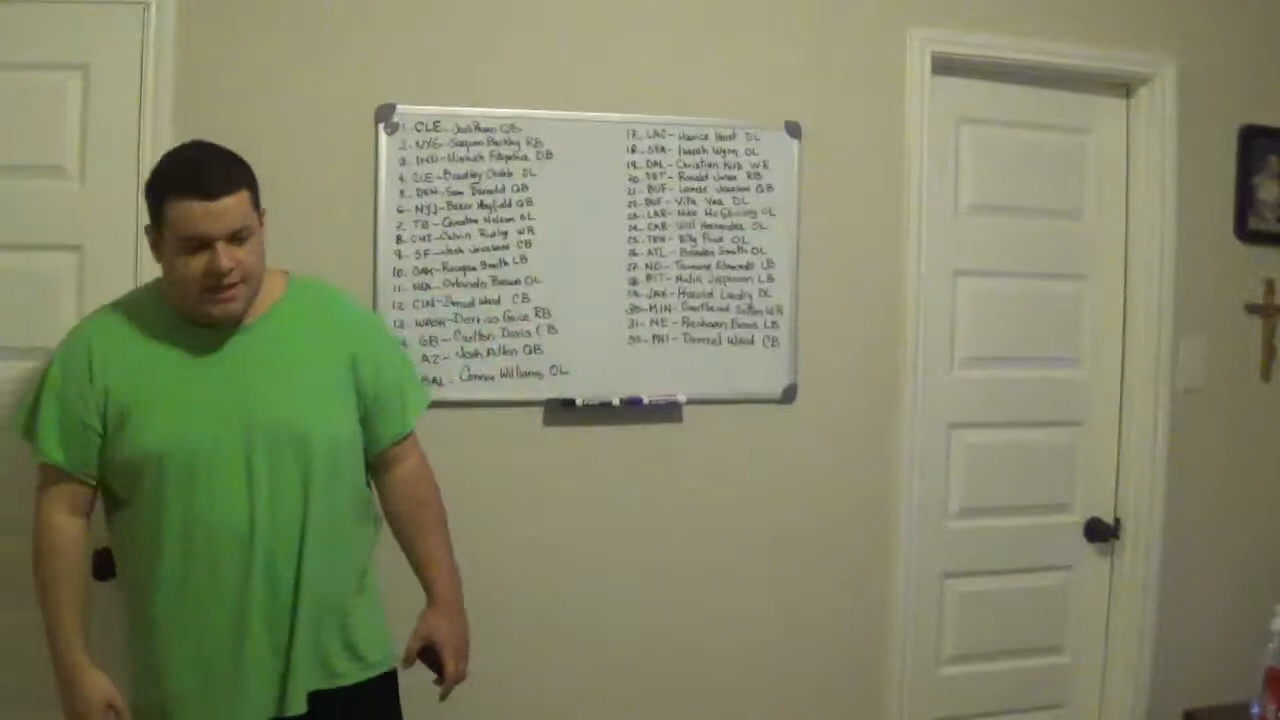 1. CLE- Josh Rosen QB
2. NYG- Saquon Barkley RB
3. IND- Minkah Fitzpatrick DB
4. CLE- Bradley Chubb DL
5. DEN- Sam Darnold QB
6- NYJ- Baker Mayfield QB
7. TB- Quenton Nelson OL
8. CHI- Calvin Ridley WR
9. SF- Josh Jackson CB
10. OAK- Roquan Smith LB
11. MIA- Orlando Brown OL
12 CIN- Denzel Ward CB
13. WASH- Derrius Guice RB
GB- Carlton Davis CB
AZ- Josh Allen QB
BAL- Connor Williams OL
17. LAC- Maurice Hurst DL
18. SEA- Isaiah Wynn OL
19. DAL- Christian Kirk WR
20. DET- Ronald Jones RB
21. BUF- Lamar Jackson QB
22. BUF- Vita Vea DL
23. LAR- Mike McGlinchey OL
24. CAR- Will Hernandez OL
25. TEN- Billy Price OL
26. ATL- Braden Smith OL
27. NO- Tremaine Edmunds LB
28. PIT- Malik Jefferson LB
29. JAX- Harold Landry DL
30- MIN- Courtland Sutton WR
31- NE- Rashaan Evans LB
32- PHI- Denzel Ward CB